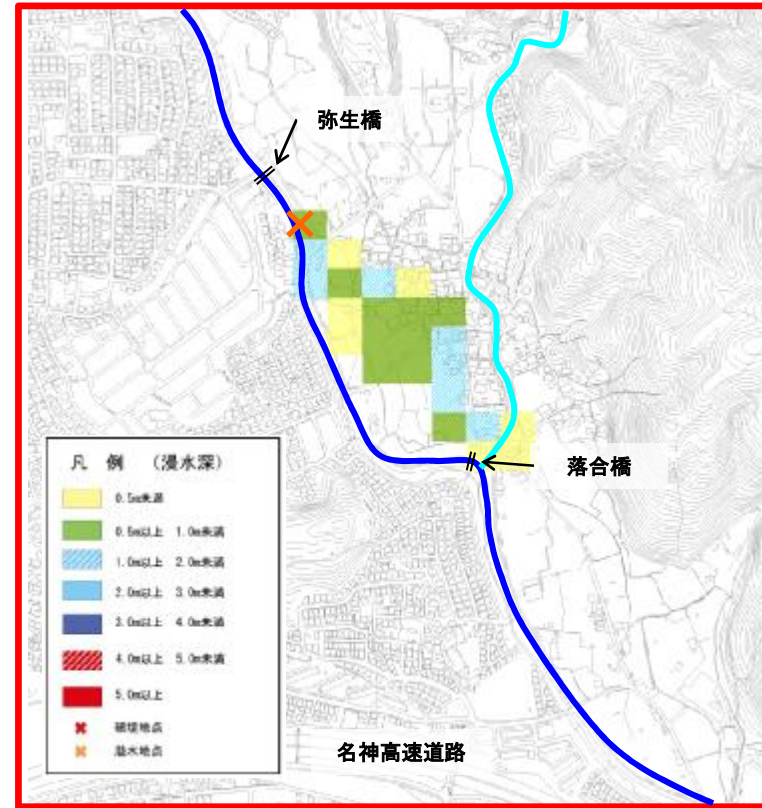 弥生橋
落合橋
凡 例 (浸水深)
0.5m未満
0.5m以上 1.0m未満
1.0m以上 2.0m未満
2.0m以上 3.0m未満
3.0m以上 4.0m未満
4.0m以上 5.0m未満
5.0m以上
破堤地点
溢水地点
名神高速道路